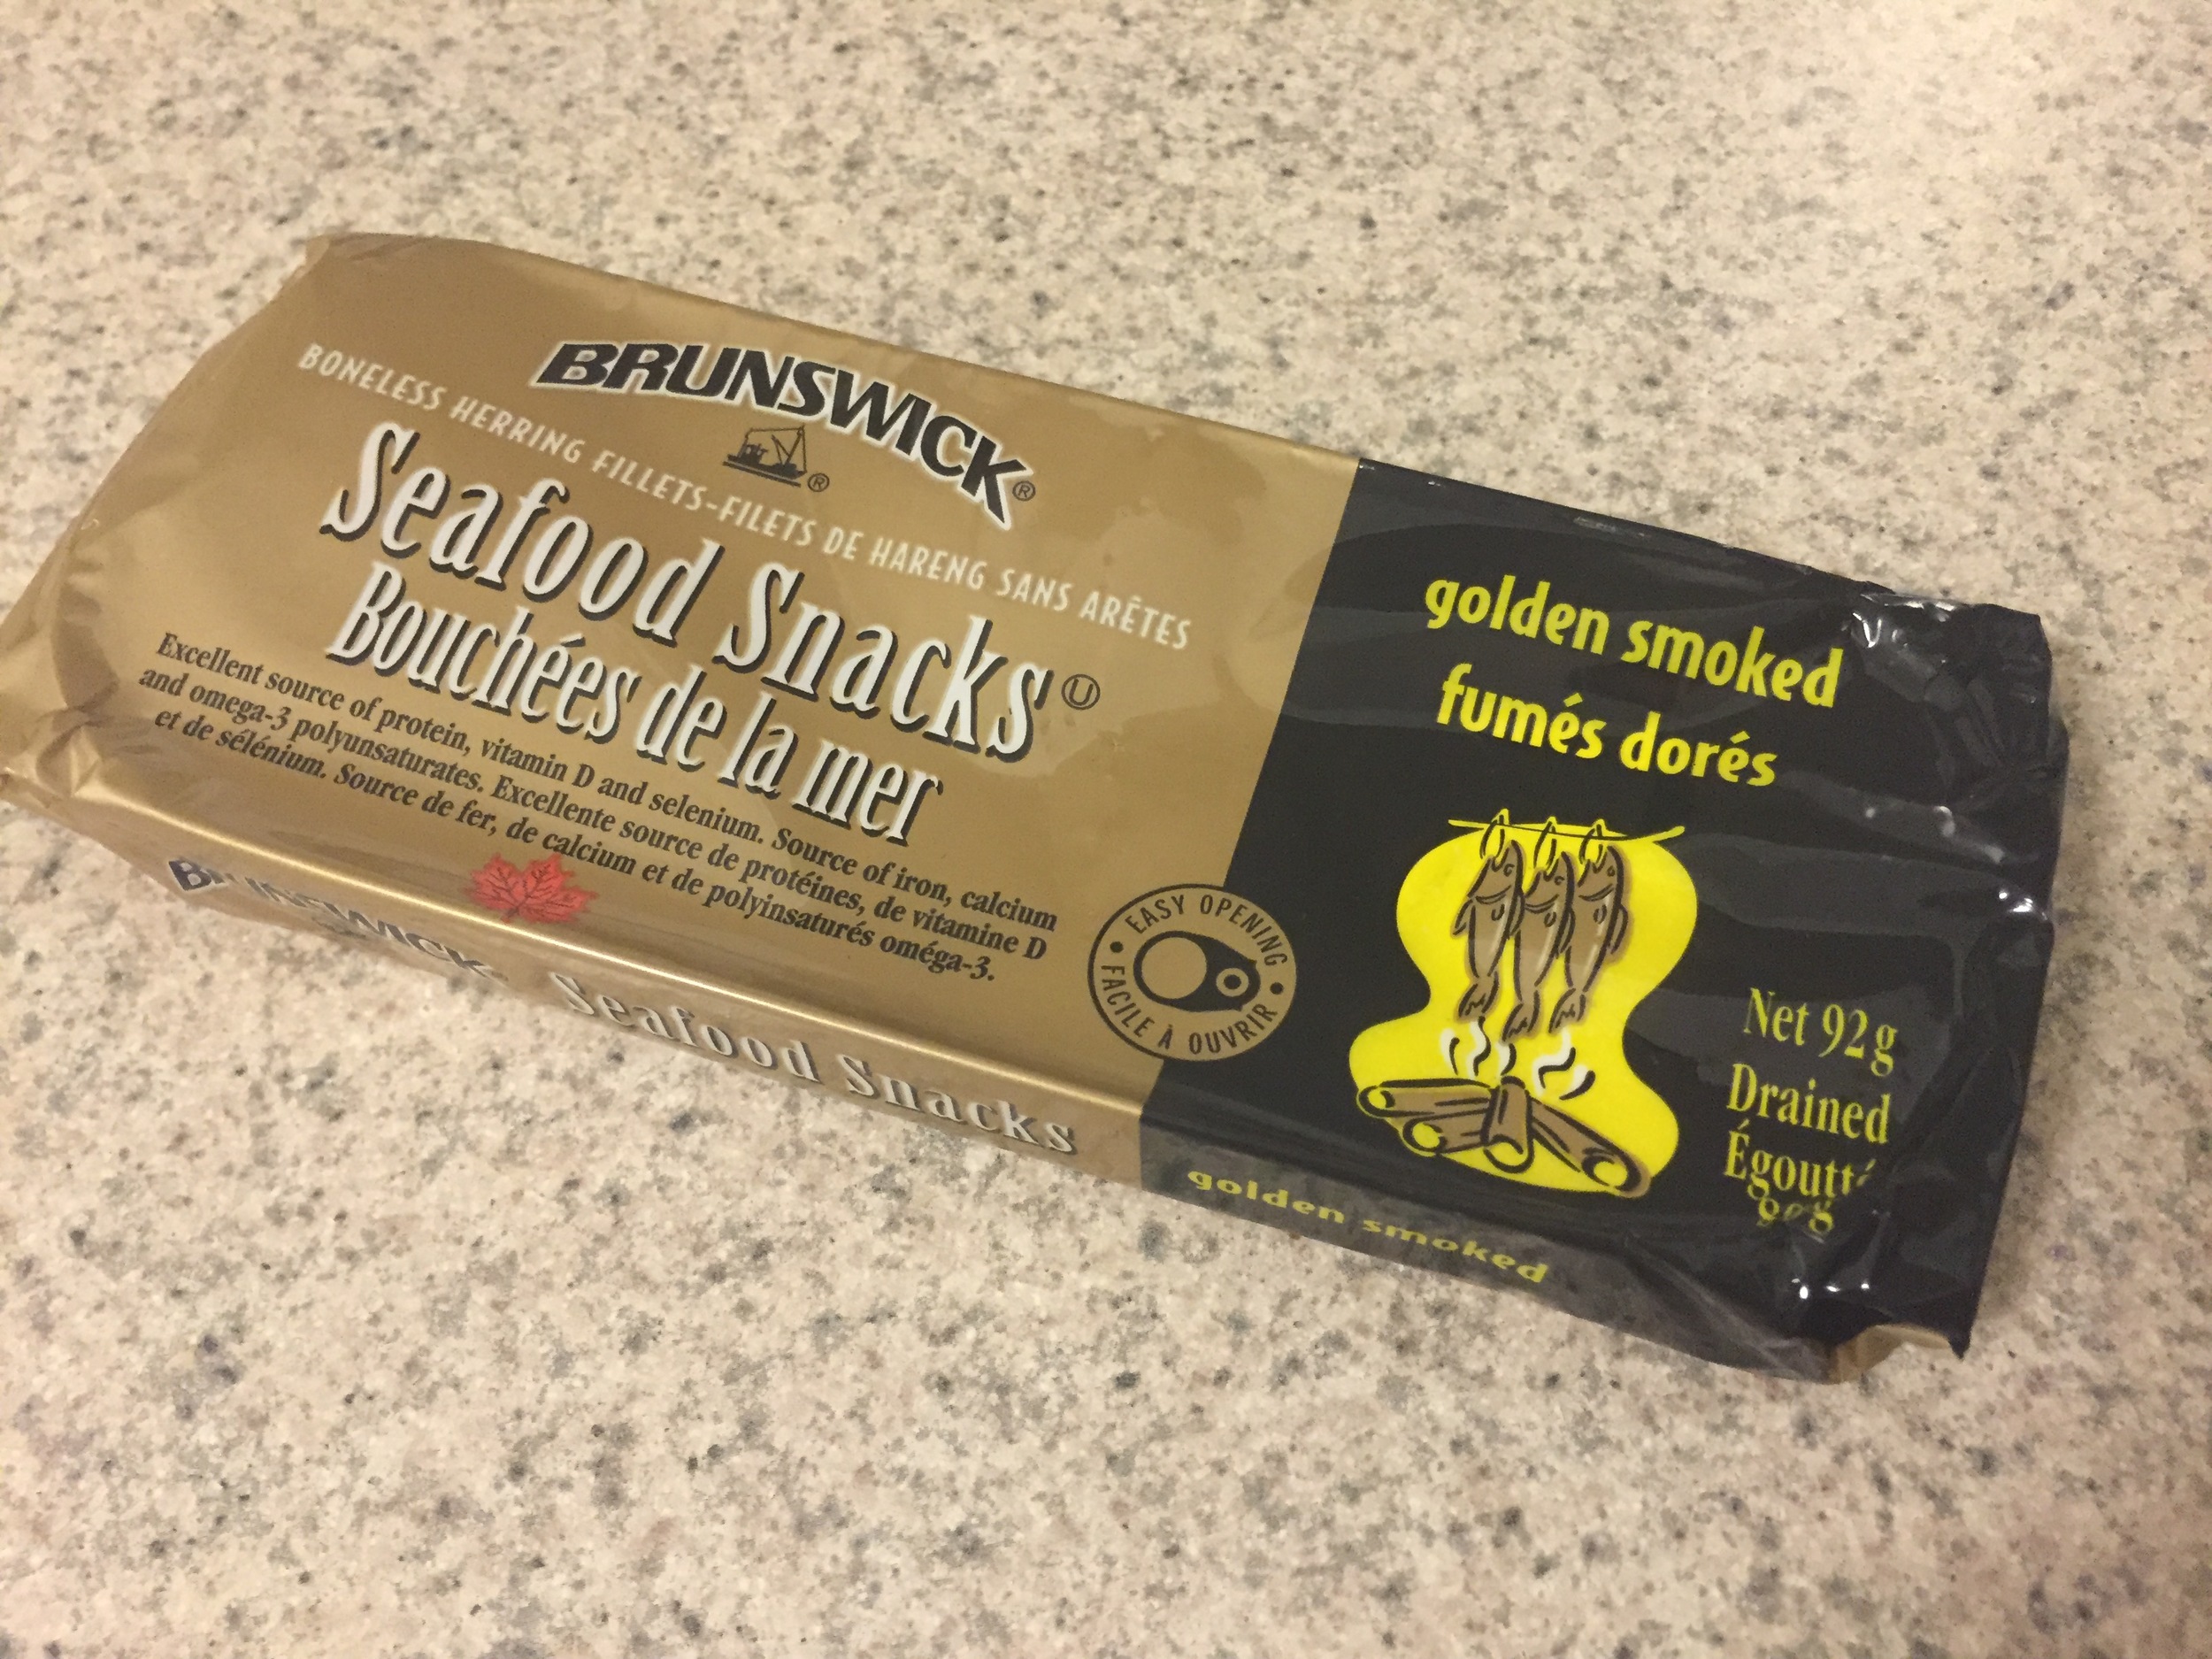 BRUNSWICK®
®
BONELESS HERRING FILLETS-FILETS DE HARENG SANS ARÊTES
Seafood Snacks Ⓤ
Bouchées de la mer
Excellent source of protein, vitamin D and selenium. Source of iron, calcium
and omega-3 polyunsaturates. Excellente source de protéines, de vitamine D
et de sélénium. Source de fer, de calcium et de polyinsaturés oméga-3.
EASY OPENING
FACILE À OUVRIR
golden smoked
fumés dorés
Net 92g
Drained
Égoutté
BRUNSWICK Seafood Snacks golden smoked